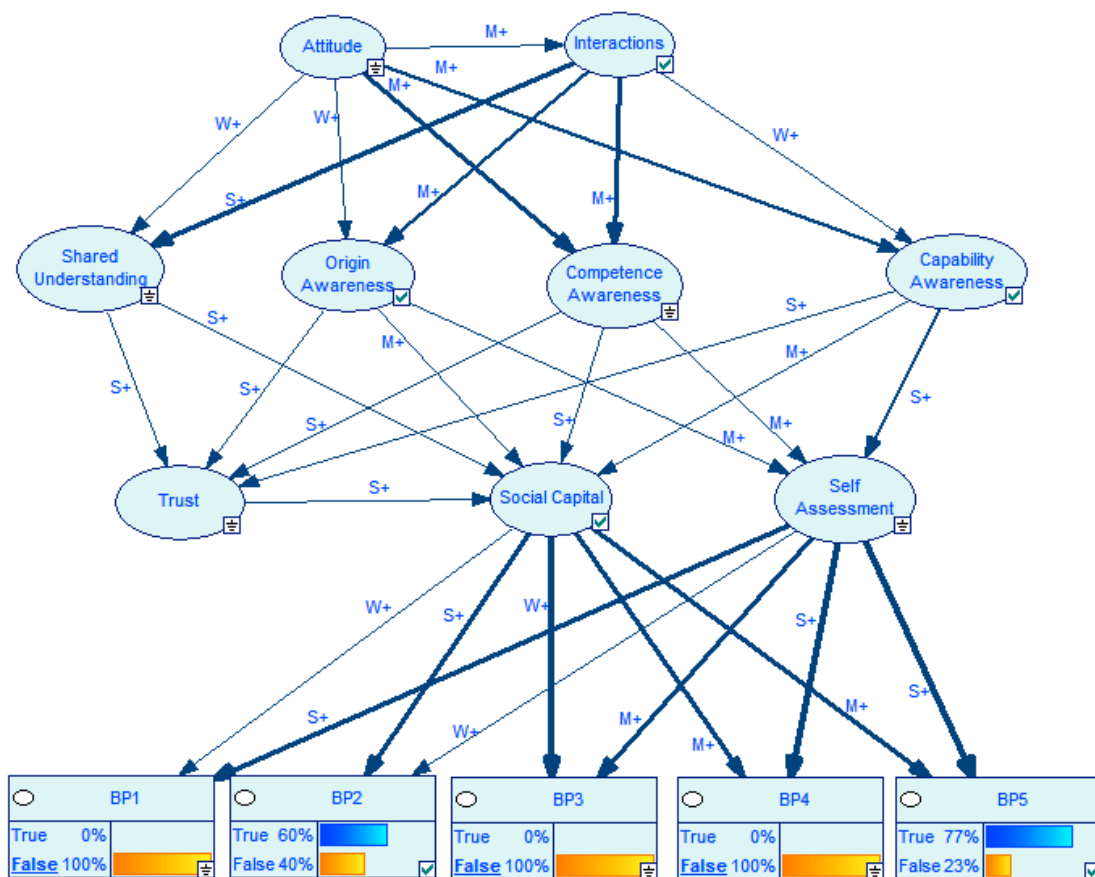 Attitude
M+
Interactions
M+
M+
W+
W+
W+
S+
M+
M+
Shared
Understanding
Origin
Awareness
Competence
Awareness
Capability
Awareness
S+
S+
M+
M+
S+
S+
S+
S+
S+
M+
M+
Trust
S+
Social Capital
Self
Assessment
W+
S+
W+
S+
S+
M+
W+
M+
M+
S+
BP1
True 0%
False 100%
BP2
True 60%
False 40%
BP3
True 0%
False 100%
BP4
True 0%
False 100%
BP5
True 77%
False 23%